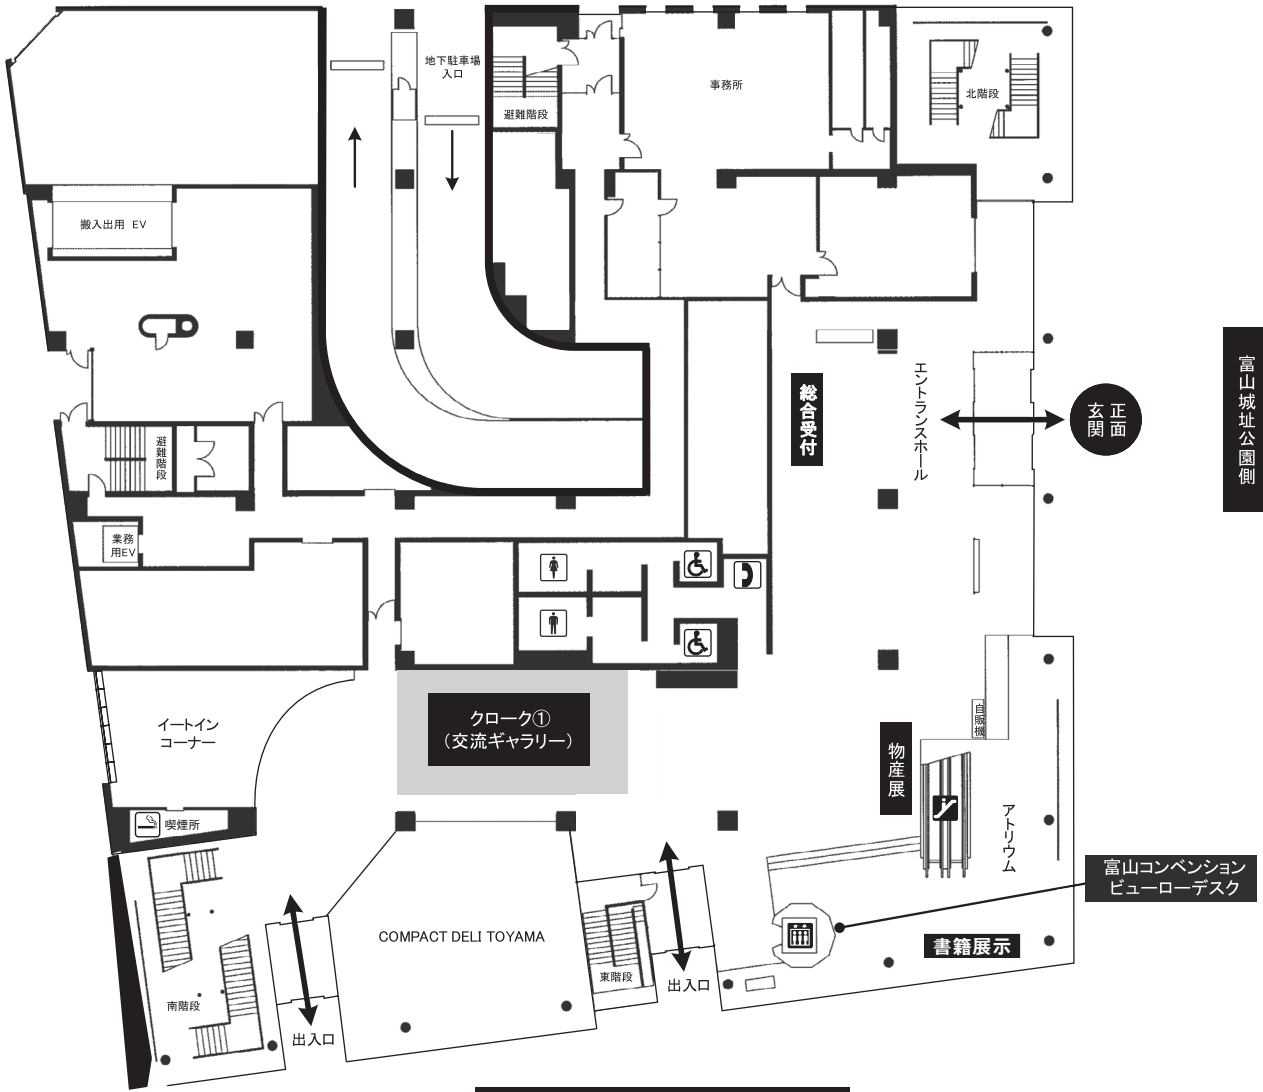 地下駐車場
入口
避難階段
事務所
北階段
搬入出用 EV
総合受付
エントランスホール
正面
玄関
富山城址公園側
避難階段
業務
用EV
イートイン
コーナー
クローク①
（交流ギャラリー）
自販機
物産展
アトリウム
喫煙所
富山コンベンション
ビューローデスク
COMPACT DELI TOYAMA
書籍展示
東階段
出入口
南階段
出入口